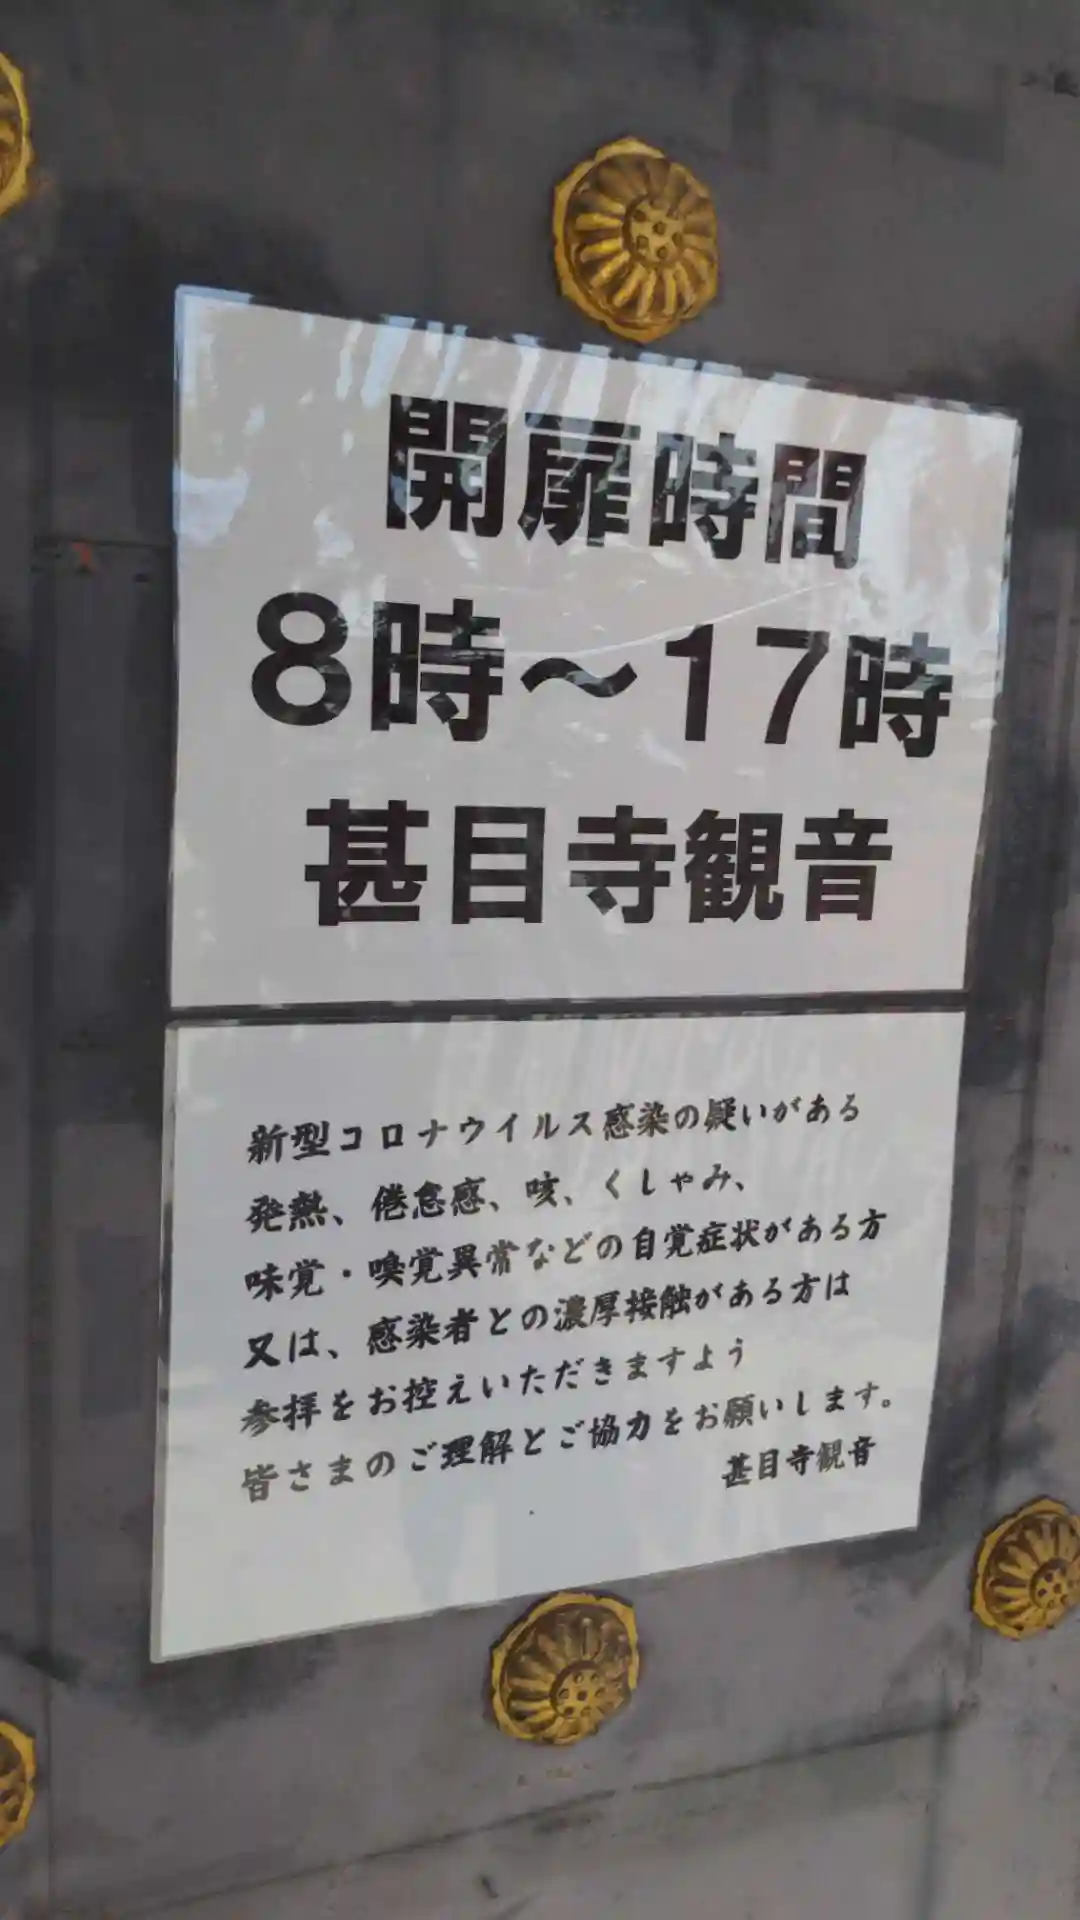 開扉時間
8時～17時
甚目寺観音
新型コロナウイルス感染の疑いがある
発熱、倦怠感、咳、くしゃみ、
味覚・嗅覚異常などの自覚症状がある方
又は、感染者との濃厚接触がある方は
参拝をお控えいただきますよう
皆さまのご理解とご協力をお願いします。
甚目寺観音